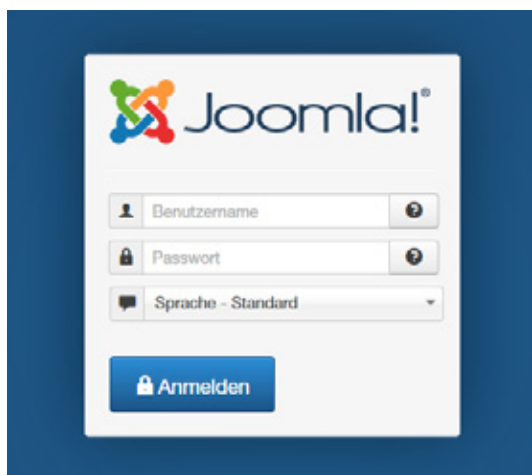 Joomla!®
Benutzername
Passwort
Sprache - Standard
Anmelden